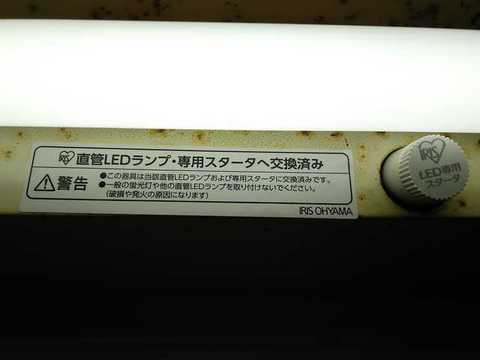 直管LEDランプ・専用スタータへ交換済み
警告
●この器具は当該直管LEDランプおよび専用スタータに交換済みです。
●一般の蛍光灯や他の直管LEDランプを取り付けないでください。
(破損や発火の原因になります)
IRIS OHYAMA
IRIS
LED専用
スタータ